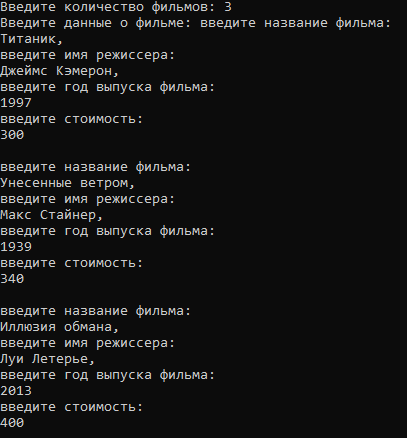 Введите количество фильмов: 3
Введите данные о фильме: введите название фильма:
Титаник,
введите имя режиссера:
Джеймс Кэмерон,
введите год выпуска фильма:
1997
введите стоимость:
300
введите название фильма:
Унесенные ветром,
введите имя режиссера:
Макс Стайнер,
введите год выпуска фильма:
1939
введите стоимость:
340
введите название фильма:
Иллюзия обмана,
введите имя режиссера:
Луи Летерье,
введите год выпуска фильма:
2013
введите стоимость:
400